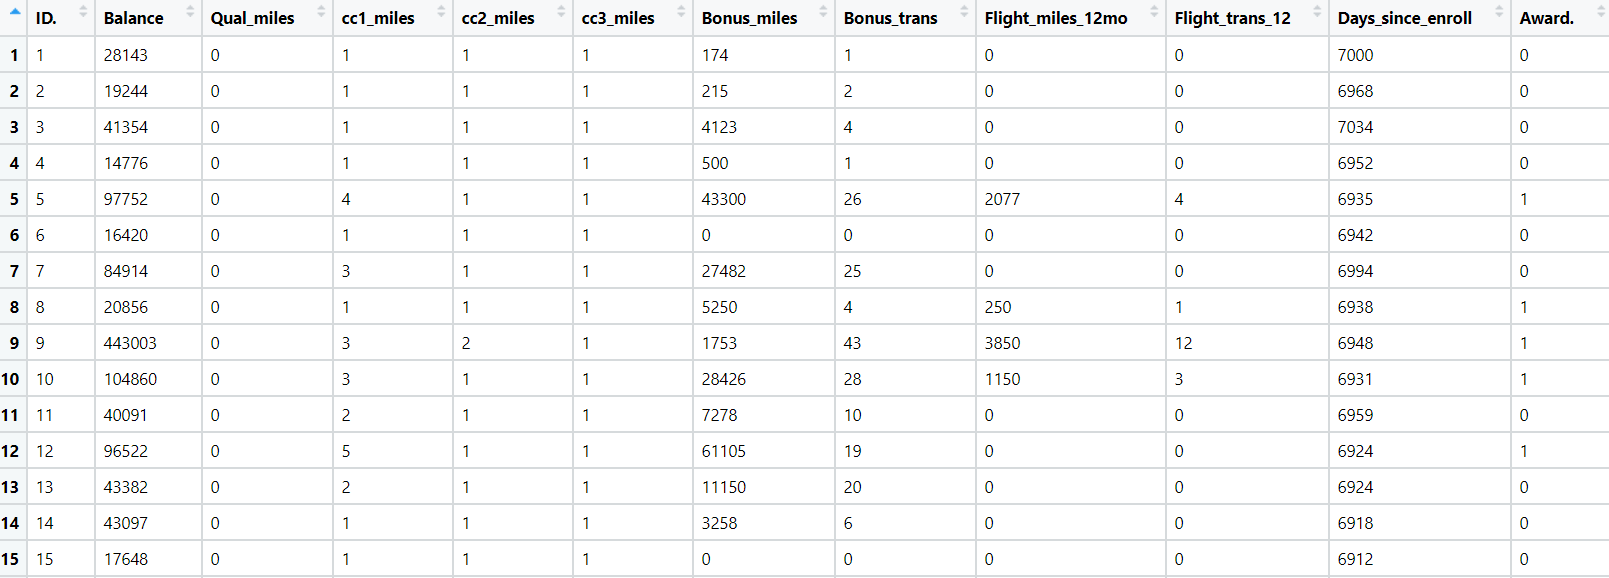 ID. Balance Qual_miles cc1_miles cc2_miles cc3_miles Bonus_miles Bonus_trans Flight_miles_12mo Flight_trans_12 Days_since_enroll Award.
1 1 28143 0 1 1 1 174 1 0 0 7000 0
2 2 19244 0 1 1 1 215 2 0 0 6968 0
3 3 41354 0 1 1 1 4123 4 0 0 7034 0
4 4 14776 0 1 1 1 500 1 0 0 6952 0
5 5 97752 0 4 1 1 43300 26 2077 4 6935 1
6 6 16420 0 1 1 1 0 0 0 0 6942 0
7 7 84914 0 3 1 1 27482 25 0 0 6994 0
8 8 20856 0 1 1 1 5250 4 250 1 6938 1
9 9 443003 0 3 2 1 1753 43 3850 12 6948 1
10 10 104860 0 3 1 1 28426 28 1150 3 6931 1
11 11 40091 0 2 1 1 7278 10 0 0 6959 0
12 12 96522 0 5 1 1 61105 19 0 0 6924 1
13 13 43382 0 2 1 1 11150 20 0 0 6924 0
14 14 43097 0 1 1 1 3258 6 0 0 6918 0
15 15 17648 0 1 1 1 0 0 0 0 6912 0